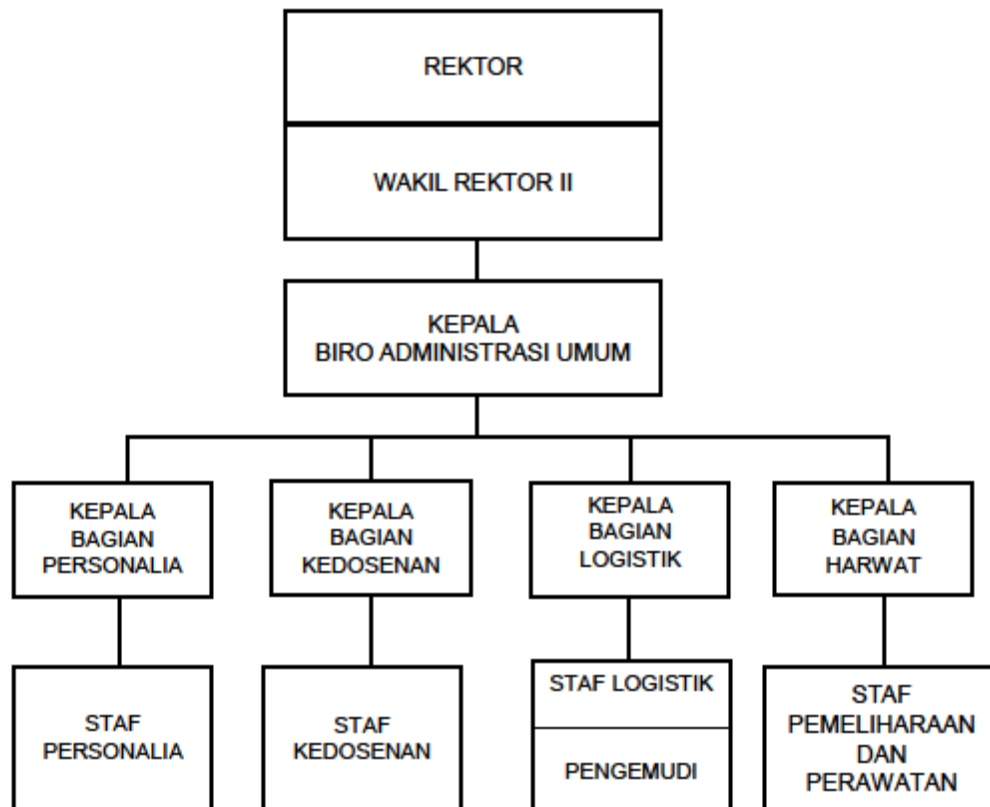 REKTOR
WAKIL REKTOR II
KEPALA
BIRO ADMINISTRASI UMUM
KEPALA
BAGIAN
PERSONALIA
KEPALA
BAGIAN
KEDOSENAN
KEPALA
BAGIAN
LOGISTIK
KEPALA
BAGIAN
HARWAT
STAF
PERSONALIA
STAF
KEDOSENAN
STAF LOGISTIK
PENGEMUDI
STAF
PEMELIHARAAN
DAN
PERAWATAN